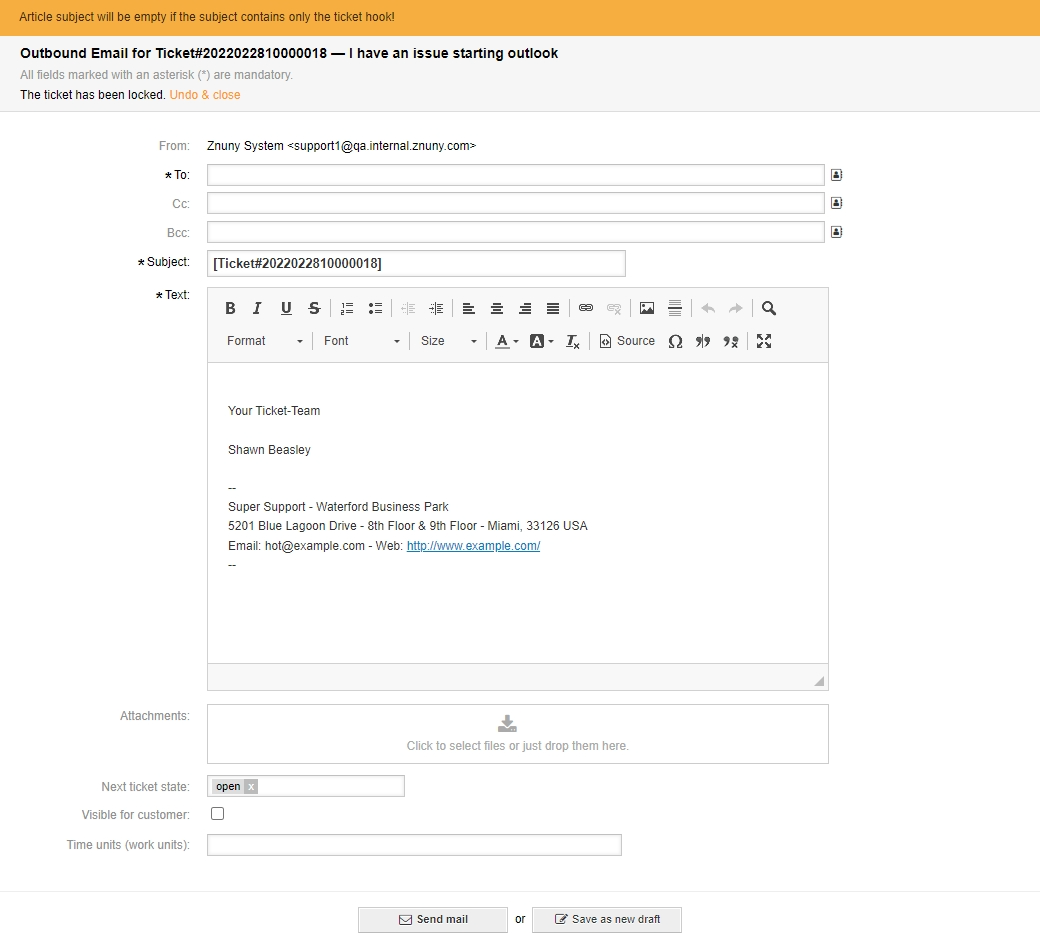 Article subject will be empty if the subject contains only the ticket hook!
Outbound Email for Ticket#2022022810000018 — I have an issue starting outlook
All fields marked with an asterisk (*) are mandatory.
The ticket has been locked. Undo & close
From: Znuny System <support1@qa.internal.znuny.com>
* To:
Cc:
Bcc:
* Subject: [Ticket#2022022810000018]
* Text:
B I U S
Format Font Size A A Tx Source Ω
Your Ticket-Team
Shawn Beasley
--
Super Support - Waterford Business Park
5201 Blue Lagoon Drive - 8th Floor & 9th Floor - Miami, 33126 USA
Email: hot@example.com - Web: http://www.example.com/
--
Attachments:
Click to select files or just drop them here.
Next ticket state: open x
Visible for customer:
Time units (work units):
Send mail or Save as new draft